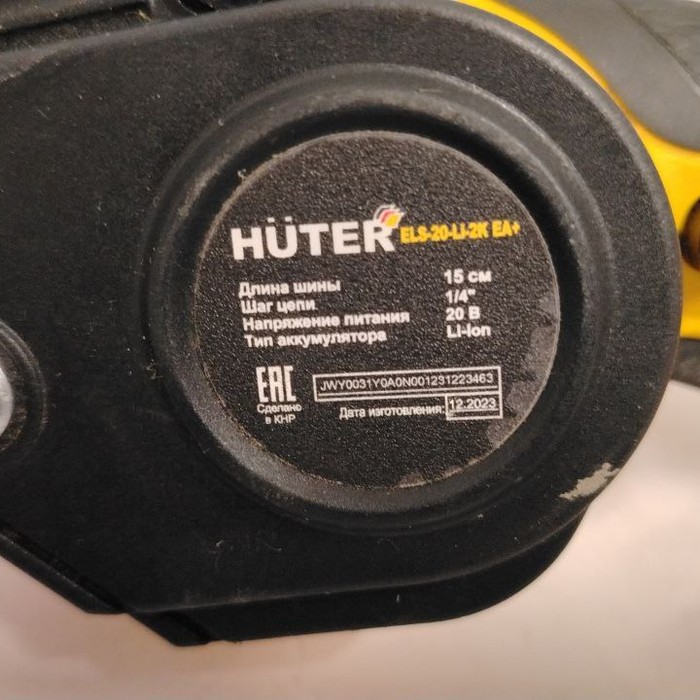 HÜTER ELS-20-Li-2K EA+
Длина шины 15 см
Шаг цепи 1/4"
Напряжение питания 20 В
Тип аккумулятора Li-Ion
EAC
JWY0031Y0A0N001231223463
Сделано
в КНР
Дата изготовления: 12.2023